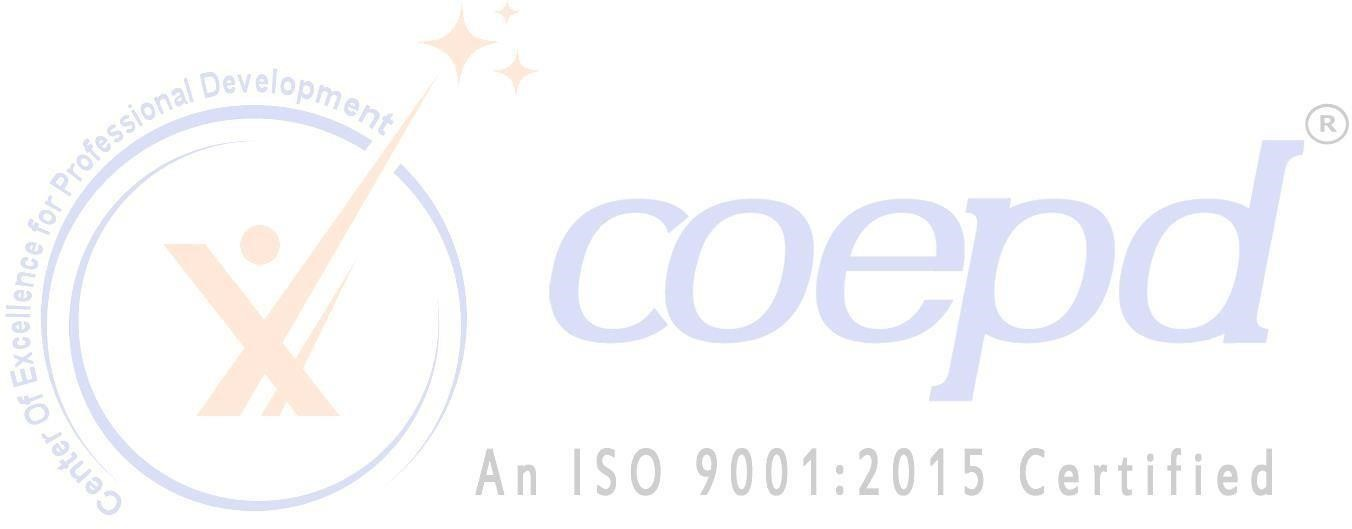 Center Of Excellence for Professional Development
coepd®
An ISO 9001:2015 Certified